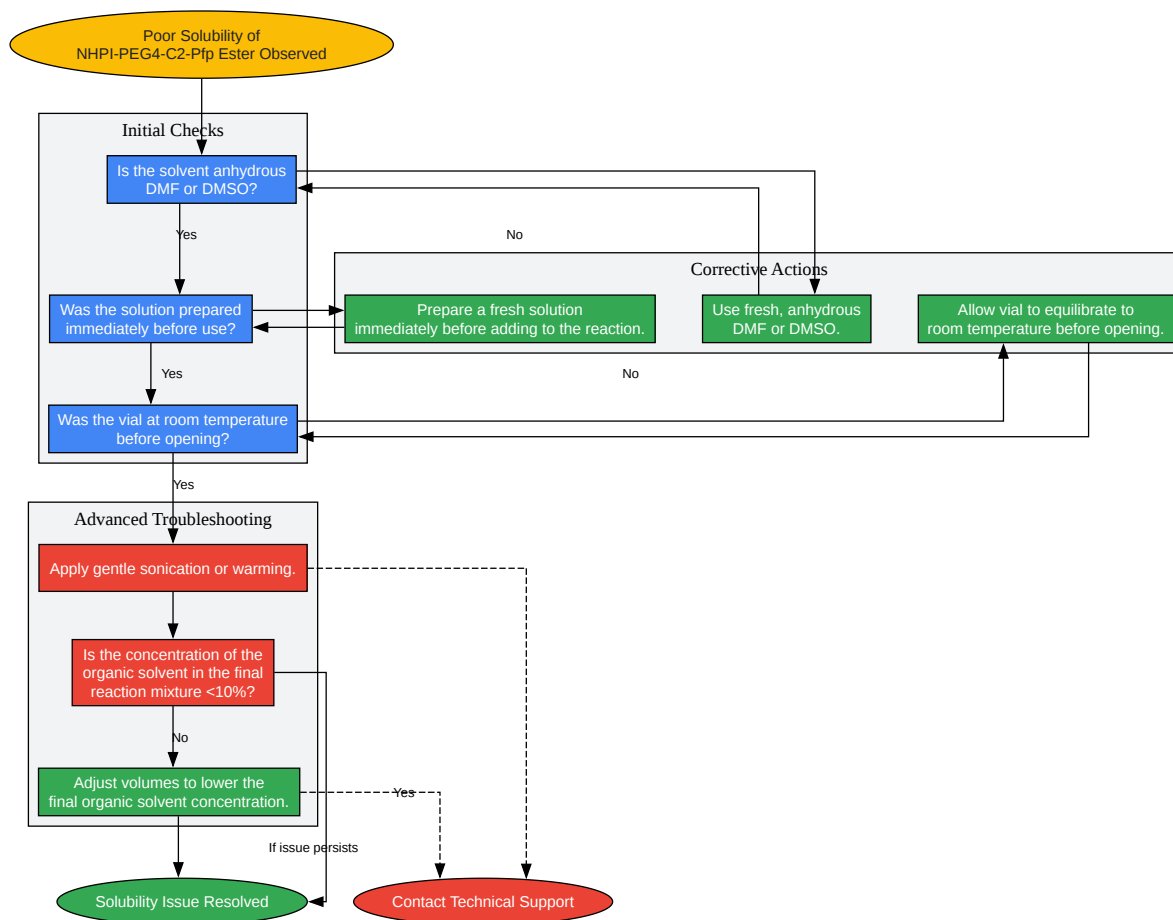 Poor Solubility of
NHPI-PEG4-C2-Pfp Ester Observed
Initial Checks
Is the solvent anhydrous
DMF or DMSO?
Yes
No
Corrective Actions
Was the solution prepared
immediately before use?
Prepare a fresh solution
immediately before adding to the reaction.
Use fresh, anhydrous
DMF or DMSO.
Allow vial to equilibrate to
room temperature before opening.
Yes
No
Was the vial at room temperature
before opening?
Yes
Advanced Troubleshooting
Apply gentle sonication or warming.
Is the concentration of the
organic solvent in the final
reaction mixture <10%?
No
Adjust volumes to lower the
final organic solvent concentration.
Yes
If issue persists
Solubility Issue Resolved
Contact Technical Support